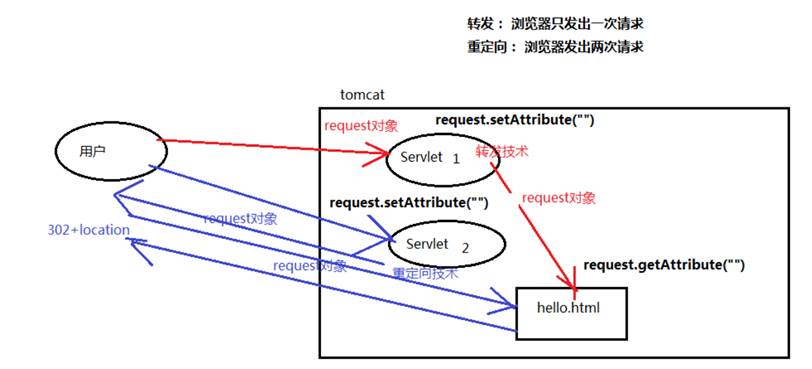 转发： 浏览器只发出一次请求
重定向： 浏览器发出两次请求
tomcat
request.setAttribute("")
request对象
用户
Servlet 1
转发技术
request.setAttribute("")
request对象
request对象
302+location
Servlet 2
request对象
重定向技术
request.getAttribute("")
hello.html